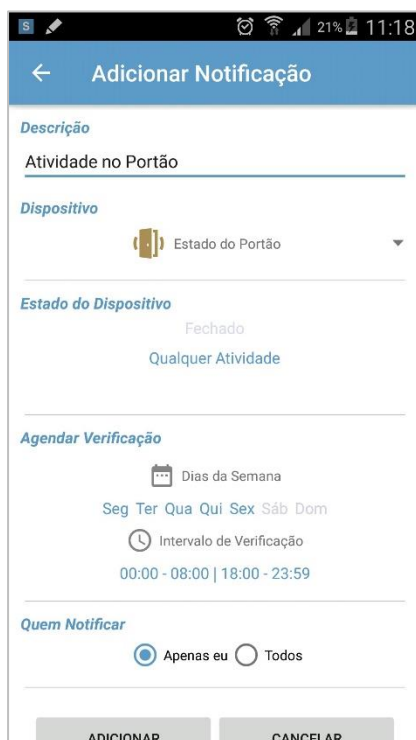 S 21% 11:18
Adicionar Notificação
Descrição
Atividade no Portão
Dispositivo
Estado do Portão
Estado do Dispositivo
Fechado
Qualquer Atividade
Agendar Verificação
Dias da Semana
Seg Ter Qua Qui Sex Sáb Dom
Intervalo de Verificação
00:00 - 08:00 | 18:00 - 23:59
Quem Notificar
Apenas eu Todos
ADICIONAR CANCELAR